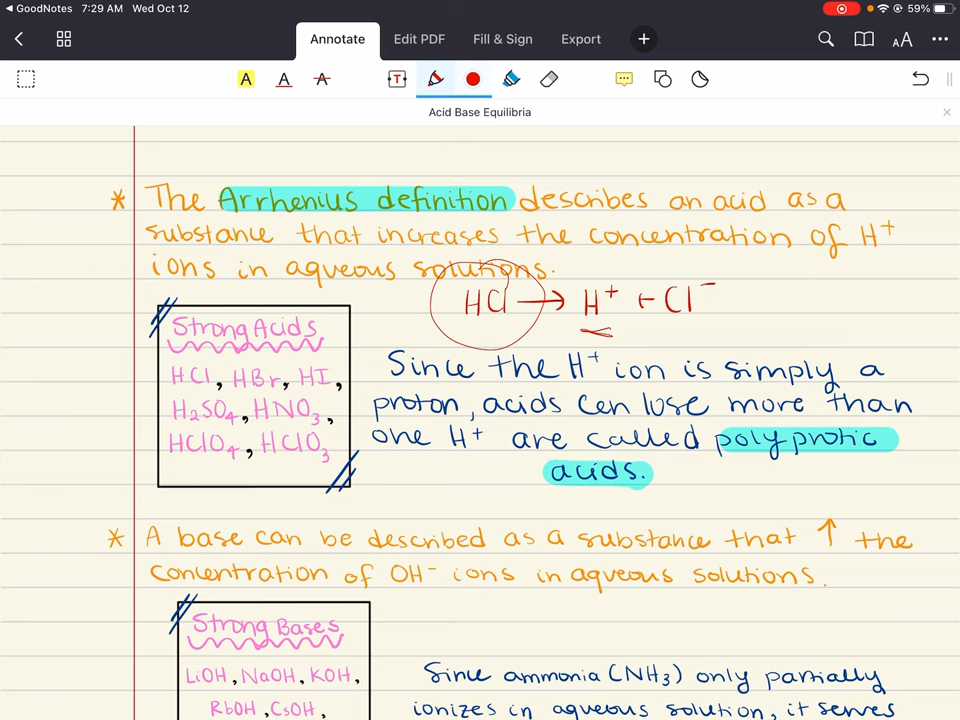 GoodNotes 7:29 AM Wed Oct 12 59%
Annotate Edit PDF Fill & Sign Export
Acid Base Equilibria
* The Arrhenius definition describes an acid as a
substance that increases the concentration of H⁺
ions in aqueous solutions.
HCl → H⁺ + Cl⁻
Strong Acids
HCl, HBr, HI,
H₂SO₄, HNO₃,
HClO₄, HClO₃
Since the H⁺ ion is simply a
proton, acids can lose more than
one H⁺ are called polyprotic
acids.
* A base can be described as a substance that ↑ the
concentration of OH⁻ ions in aqueous solutions.
Strong Bases
LiOH, NaOH, KOH,
RbOH, CsOH,
Since ammonia (NH₃) only partially
ionizes in aqueous solution, it serves